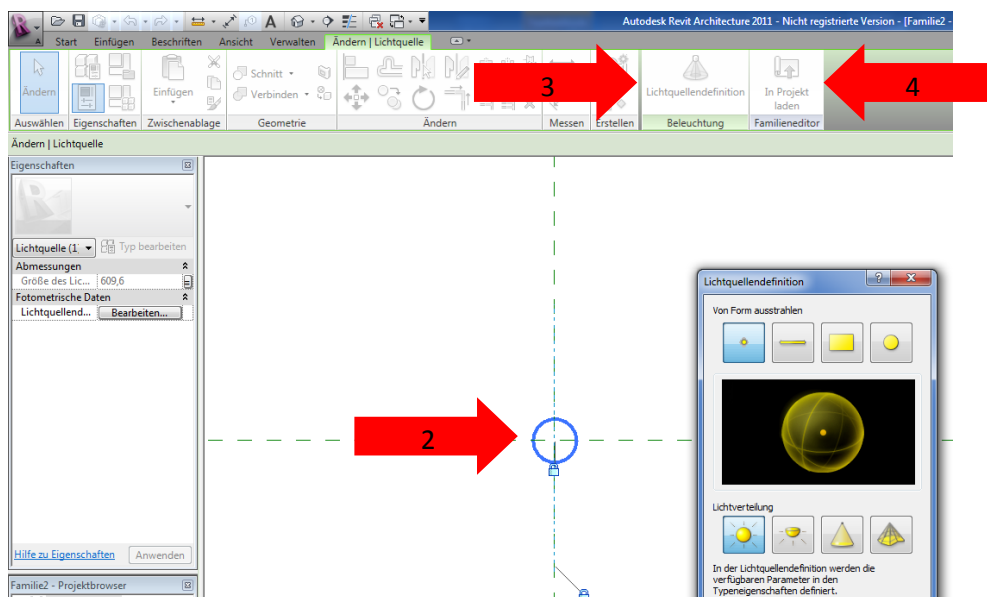 Autodesk Revit Architecture 2011 - Nicht registrierte Version - [Familie2 -
Start Einfügen Beschriften Ansicht Verwalten Ändern | Lichtquelle
Ändern Einfügen Schnitt Verbinden 3 Lichtquellendefinition In Projekt laden 4
Auswählen Eigenschaften Zwischenablage Geometrie Ändern Messen Erstellen Beleuchtung Familieneditor
Ändern | Lichtquelle
Eigenschaften
Lichtquelle (1 Typ bearbeiten
Abmessungen
Größe des Lic... 609,6
Fotometrische Daten
Lichtquellend... Bearbeiten...
2
Lichtquellendefinition
Von Form ausstrahlen
Lichtverteilung
In der Lichtquellendefinition werden die
verfügbaren Parameter in den
Typeneigenschaften definiert.
Hilfe zu Eigenschaften Anwenden
Familie2 - Projektbrowser